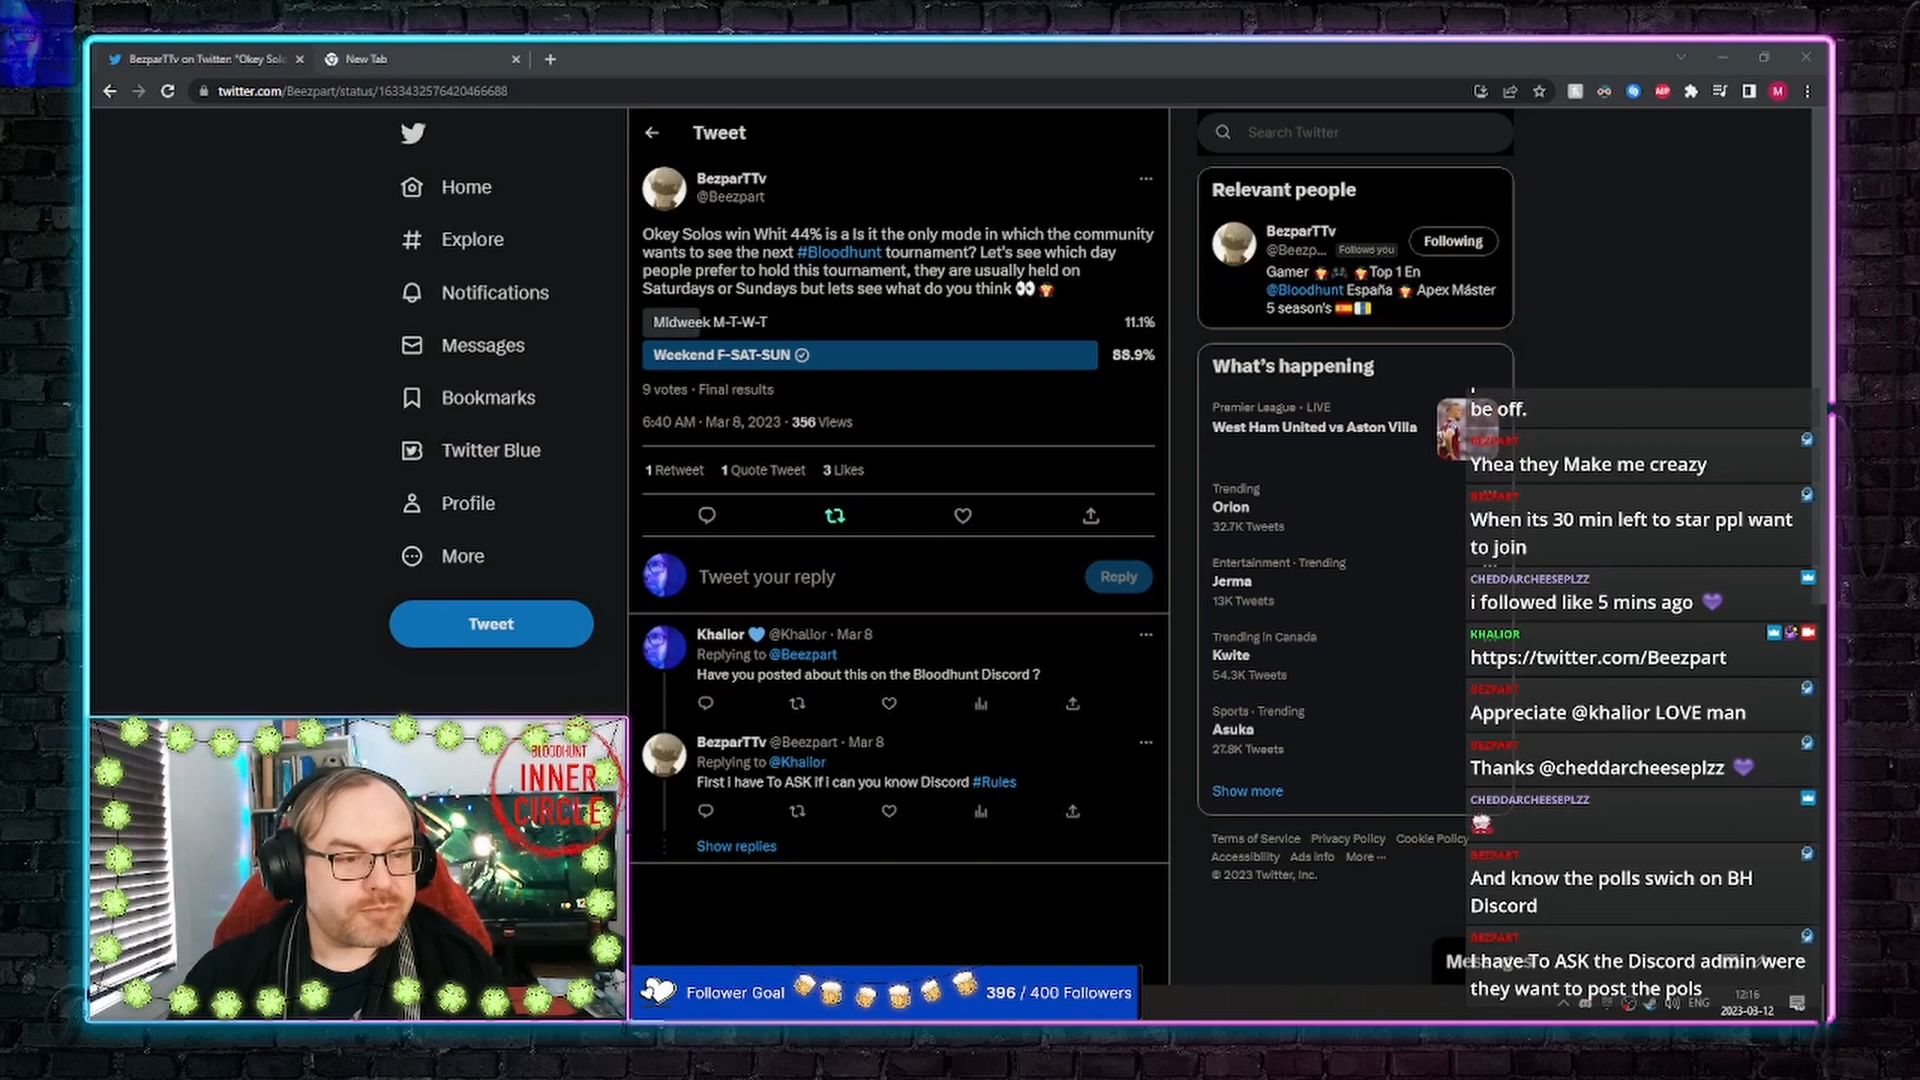 BezparTTv on Twitter: "Okey Solo
New Tab
twitter.com/Beezpart/status/1633432576420466688
ABP
M
Home
Explore
Notifications
Messages
Bookmarks
Twitter Blue
Profile
More
Tweet
Tweet
BezparTTv
@Beezpart
Okey Solos win Whit 44% is a Is it the only mode in which the community
wants to see the next #Bloodhunt tournament? Let's see which day
people prefer to hold this tournament, they are usually held on
Saturdays or Sundays but lets see what do you think
MIdweek M-T-W-T 11.1%
Weekend F-SAT-SUN 88.9%
9 votes · Final results
6:40 AM · Mar 8, 2023 · 356 Views
1 Retweet 1 Quote Tweet 3 Likes
Tweet your reply
Reply
Khalior @Khalior · Mar 8
Replying to @Beezpart
Have you posted about this on the Bloodhunt Discord ?
BezparTTv @Beezpart · Mar 8
Replying to @Khalior
First i have To ASK if i can you know Discord #Rules
Show replies
Search Twitter
Relevant people
BezparTTv
@Beezp... Follows you
Following
Gamer Top 1 En
@Bloodhunt España Apex Máster
5 season's
What's happening
Premier League · LIVE
West Ham United vs Aston Villa
Trending
Orion
32.7K Tweets
Entertainment · Trending
Jerma
13K Tweets
Trending in Canada
Kwite
54.3K Tweets
Sports · Trending
Asuka
27.8K Tweets
Show more
Terms of Service Privacy Policy Cookie Policy
Accessibility Ads info More ...
© 2023 Twitter, Inc.
be off.
BEZPART
Yhea they Make me creazy
BEZPART
When its 30 min left to star ppl want
to join
CHEDDARCHEESEPLZZ
i followed like 5 mins ago
KHALIOR
https://twitter.com/Beezpart
BEZPART
Appreciate @khalior LOVE man
BEZPART
Thanks @cheddarcheeseplzz
CHEDDARCHEESEPLZZ
BEZPART
And know the polls swich on BH
Discord
BEZPART
I have To ASK the Discord admin were
they want to post the pols
ENG
12:16
2023-03-12
BLOODHUNT
INNER
CIRCLE
Follower Goal
396 / 400 Followers